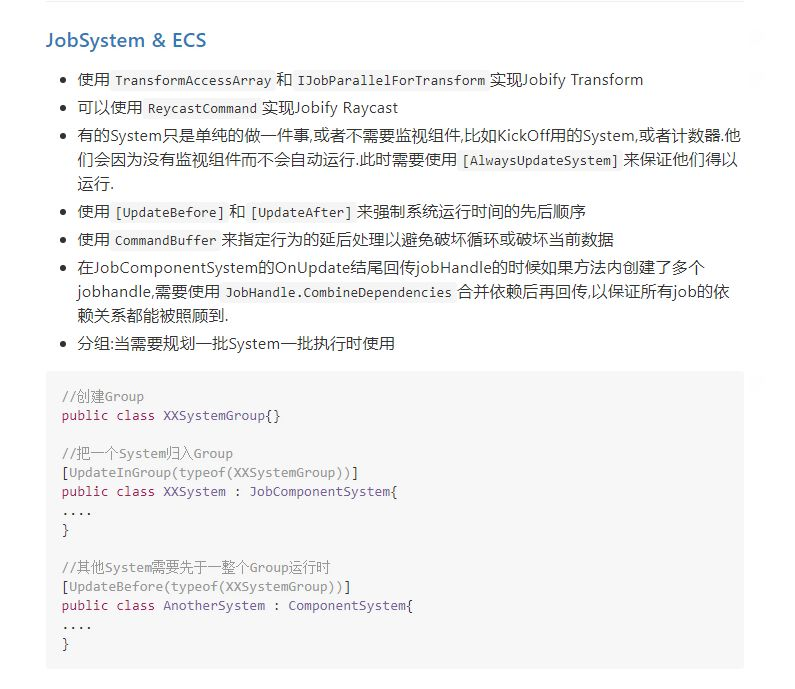 JobSystem & ECS
使用 TransformAccessArray 和 IJobParallelForTransform 实现Jobify Transform
可以使用 ReycastCommand 实现Jobify Raycast
有的System只是单纯的做一件事,或者不需要监视组件,比如KickOff用的System,或者计数器.他
们会因为没有监视组件而不会自动运行.此时需要使用 [AlwaysUpdateSystem] 来保证他们得以
运行.
使用 [UpdateBefore] 和 [UpdateAfter] 来强制系统运行时间的先后顺序
使用 CommandBuffer 来指定行为的延后处理以避免破坏循环或破坏当前数据
在JobComponentSystem的OnUpdate结尾回传jobHandle的时候如果方法内创建了多个
jobhandle,需要使用 JobHandle.CombineDependencies 合并依赖后再回传,以保证所有job的依
赖关系都能被照顾到.
分组:当需要规划一批System一批执行时使用
//创建Group
public class XXSystemGroup{}
//把一个System归入Group
[UpdateInGroup(typeof(XXSystemGroup))]
public class XXSystem : JobComponentSystem{
....
}
//其他System需要先于一整个Group运行时
[UpdateBefore(typeof(XXSystemGroup))]
public class AnotherSystem : ComponentSystem{
....
}